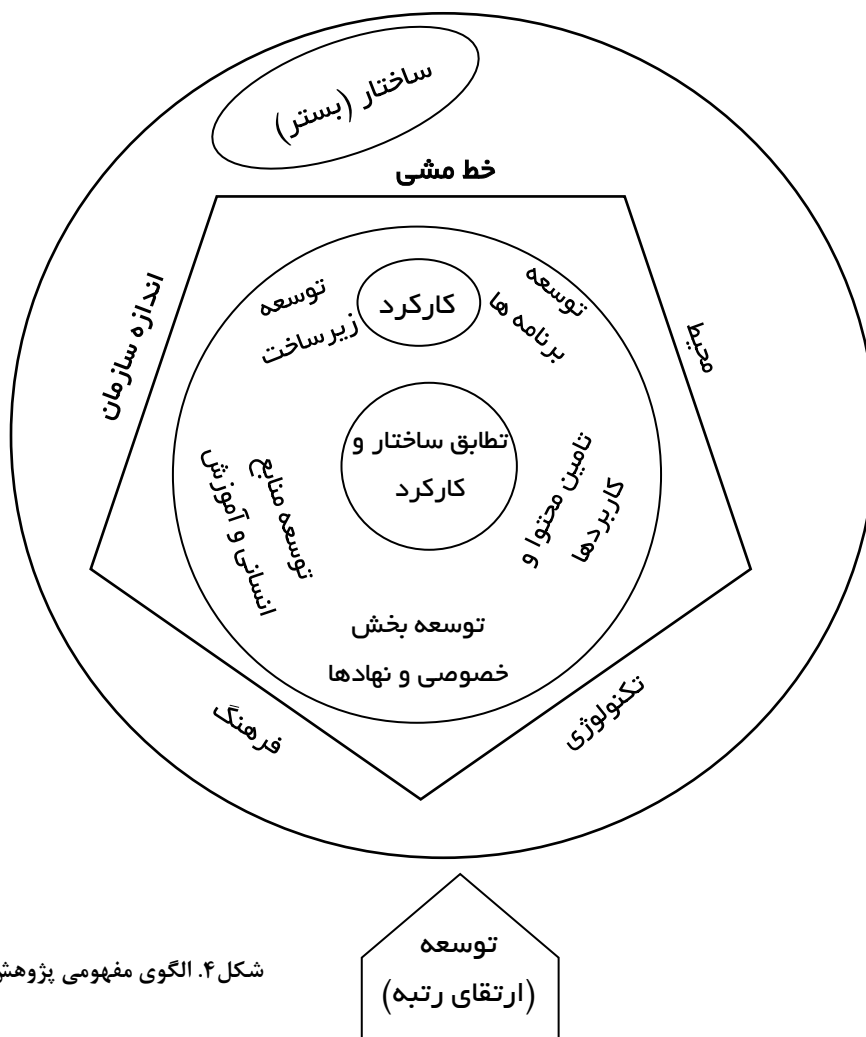 ساختار (بستر)
خط مشی
اندازه سازمان
محیط
توسعه
برنامه ها
کارکرد
توسعه
زیرساخت
تطابق ساختار و
کارکرد
تامین محتوا و
کاربردها
توسعه منابع
انسانی و آموزش
توسعه بخش
خصوصی و نهادها
تکنولوژی
فرهنگ
توسعه
(ارتقای رتبه)
شکل۴. الگوی مفهومی پژوهش